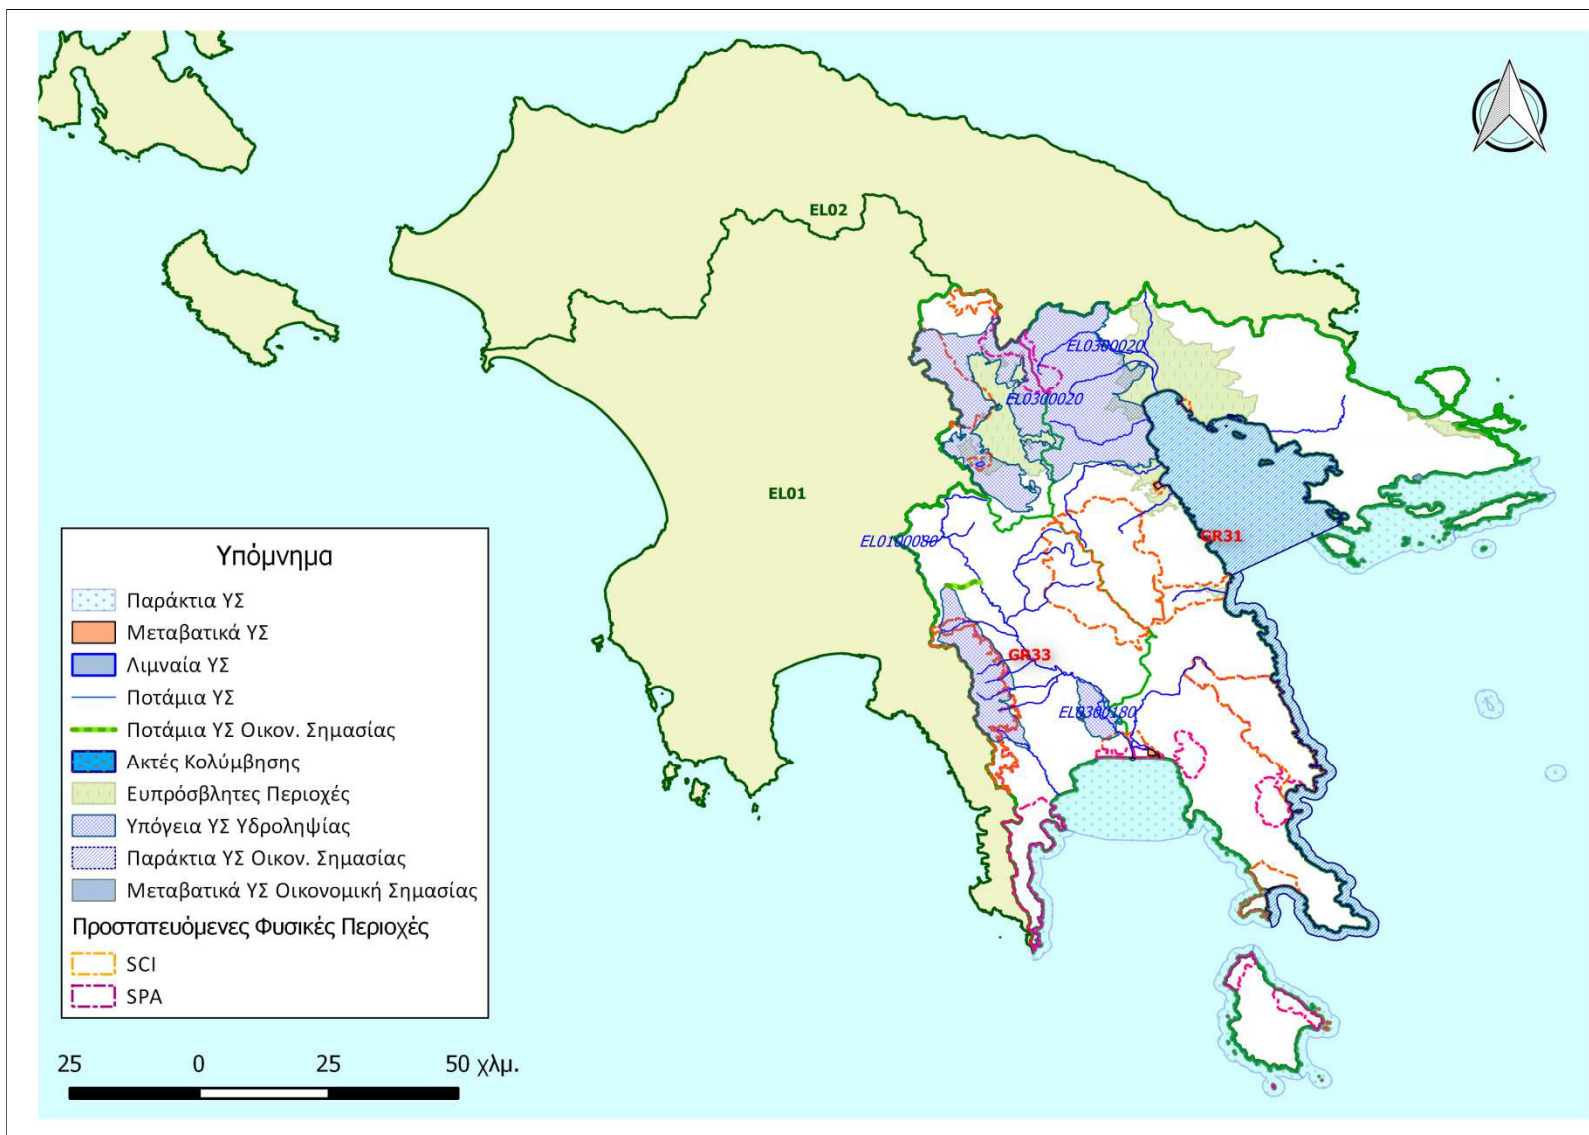 EL02
EL0300020
EL0300020
EL01
GR31
EL0100080
GR33
EL0300180
Υπόμνημα
Παράκτια ΥΣ
Μεταβατικά ΥΣ
Λιμναία ΥΣ
Ποτάμια ΥΣ
Ποτάμια ΥΣ Οικον. Σημασίας
Ακτές Κολύμβησης
Ευπρόσβλητες Περιοχές
Υπόγεια ΥΣ Υδροληψίας
Παράκτια ΥΣ Οικον. Σημασίας
Μεταβατικά ΥΣ Οικονομική Σημασίας
Προστατευόμενες Φυσικές Περιοχές
SCI
SPA
25 0 25 50 χλμ.